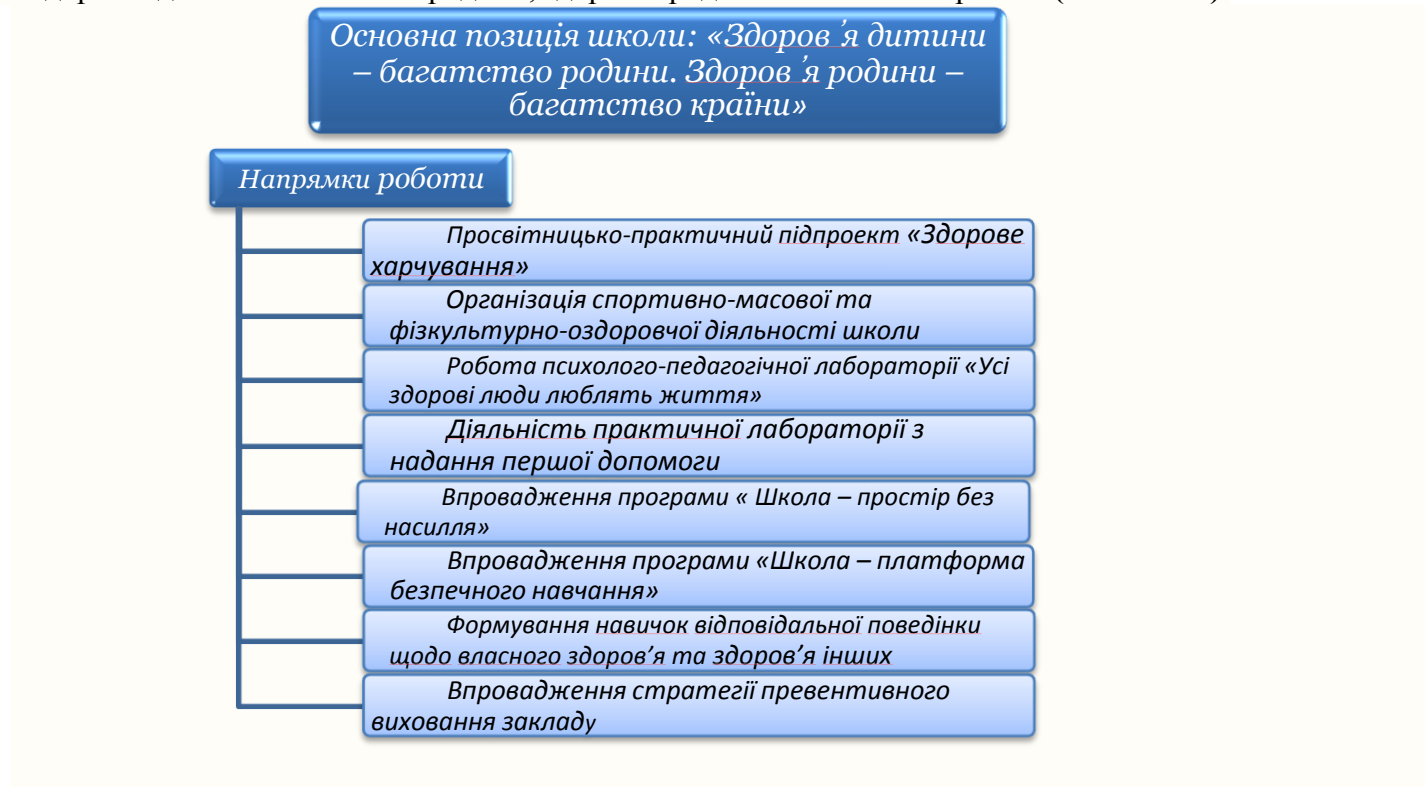 Основна позиція школи: «Здоров᾽я дитини
– багатство родини. Здоров᾽я родини –
багатство країни»
Напрямки роботи
Просвітницько-практичний підпроект «Здорове
харчування»
Організація спортивно-масової та
фізкультурно-оздоровчої діяльності школи
Робота психолого-педагогічної лабораторії «Усі
здорові люди люблять життя»
Діяльність практичної лабораторії з
надання першої допомоги
Впровадження програми « Школа – простір без
насилля»
Впровадження програми «Школа – платформа
безпечного навчання»
Формування навичок відповідальної поведінки
щодо власного здоров’я та здоров’я інших
Впровадження стратегії превентивного
виховання закладу